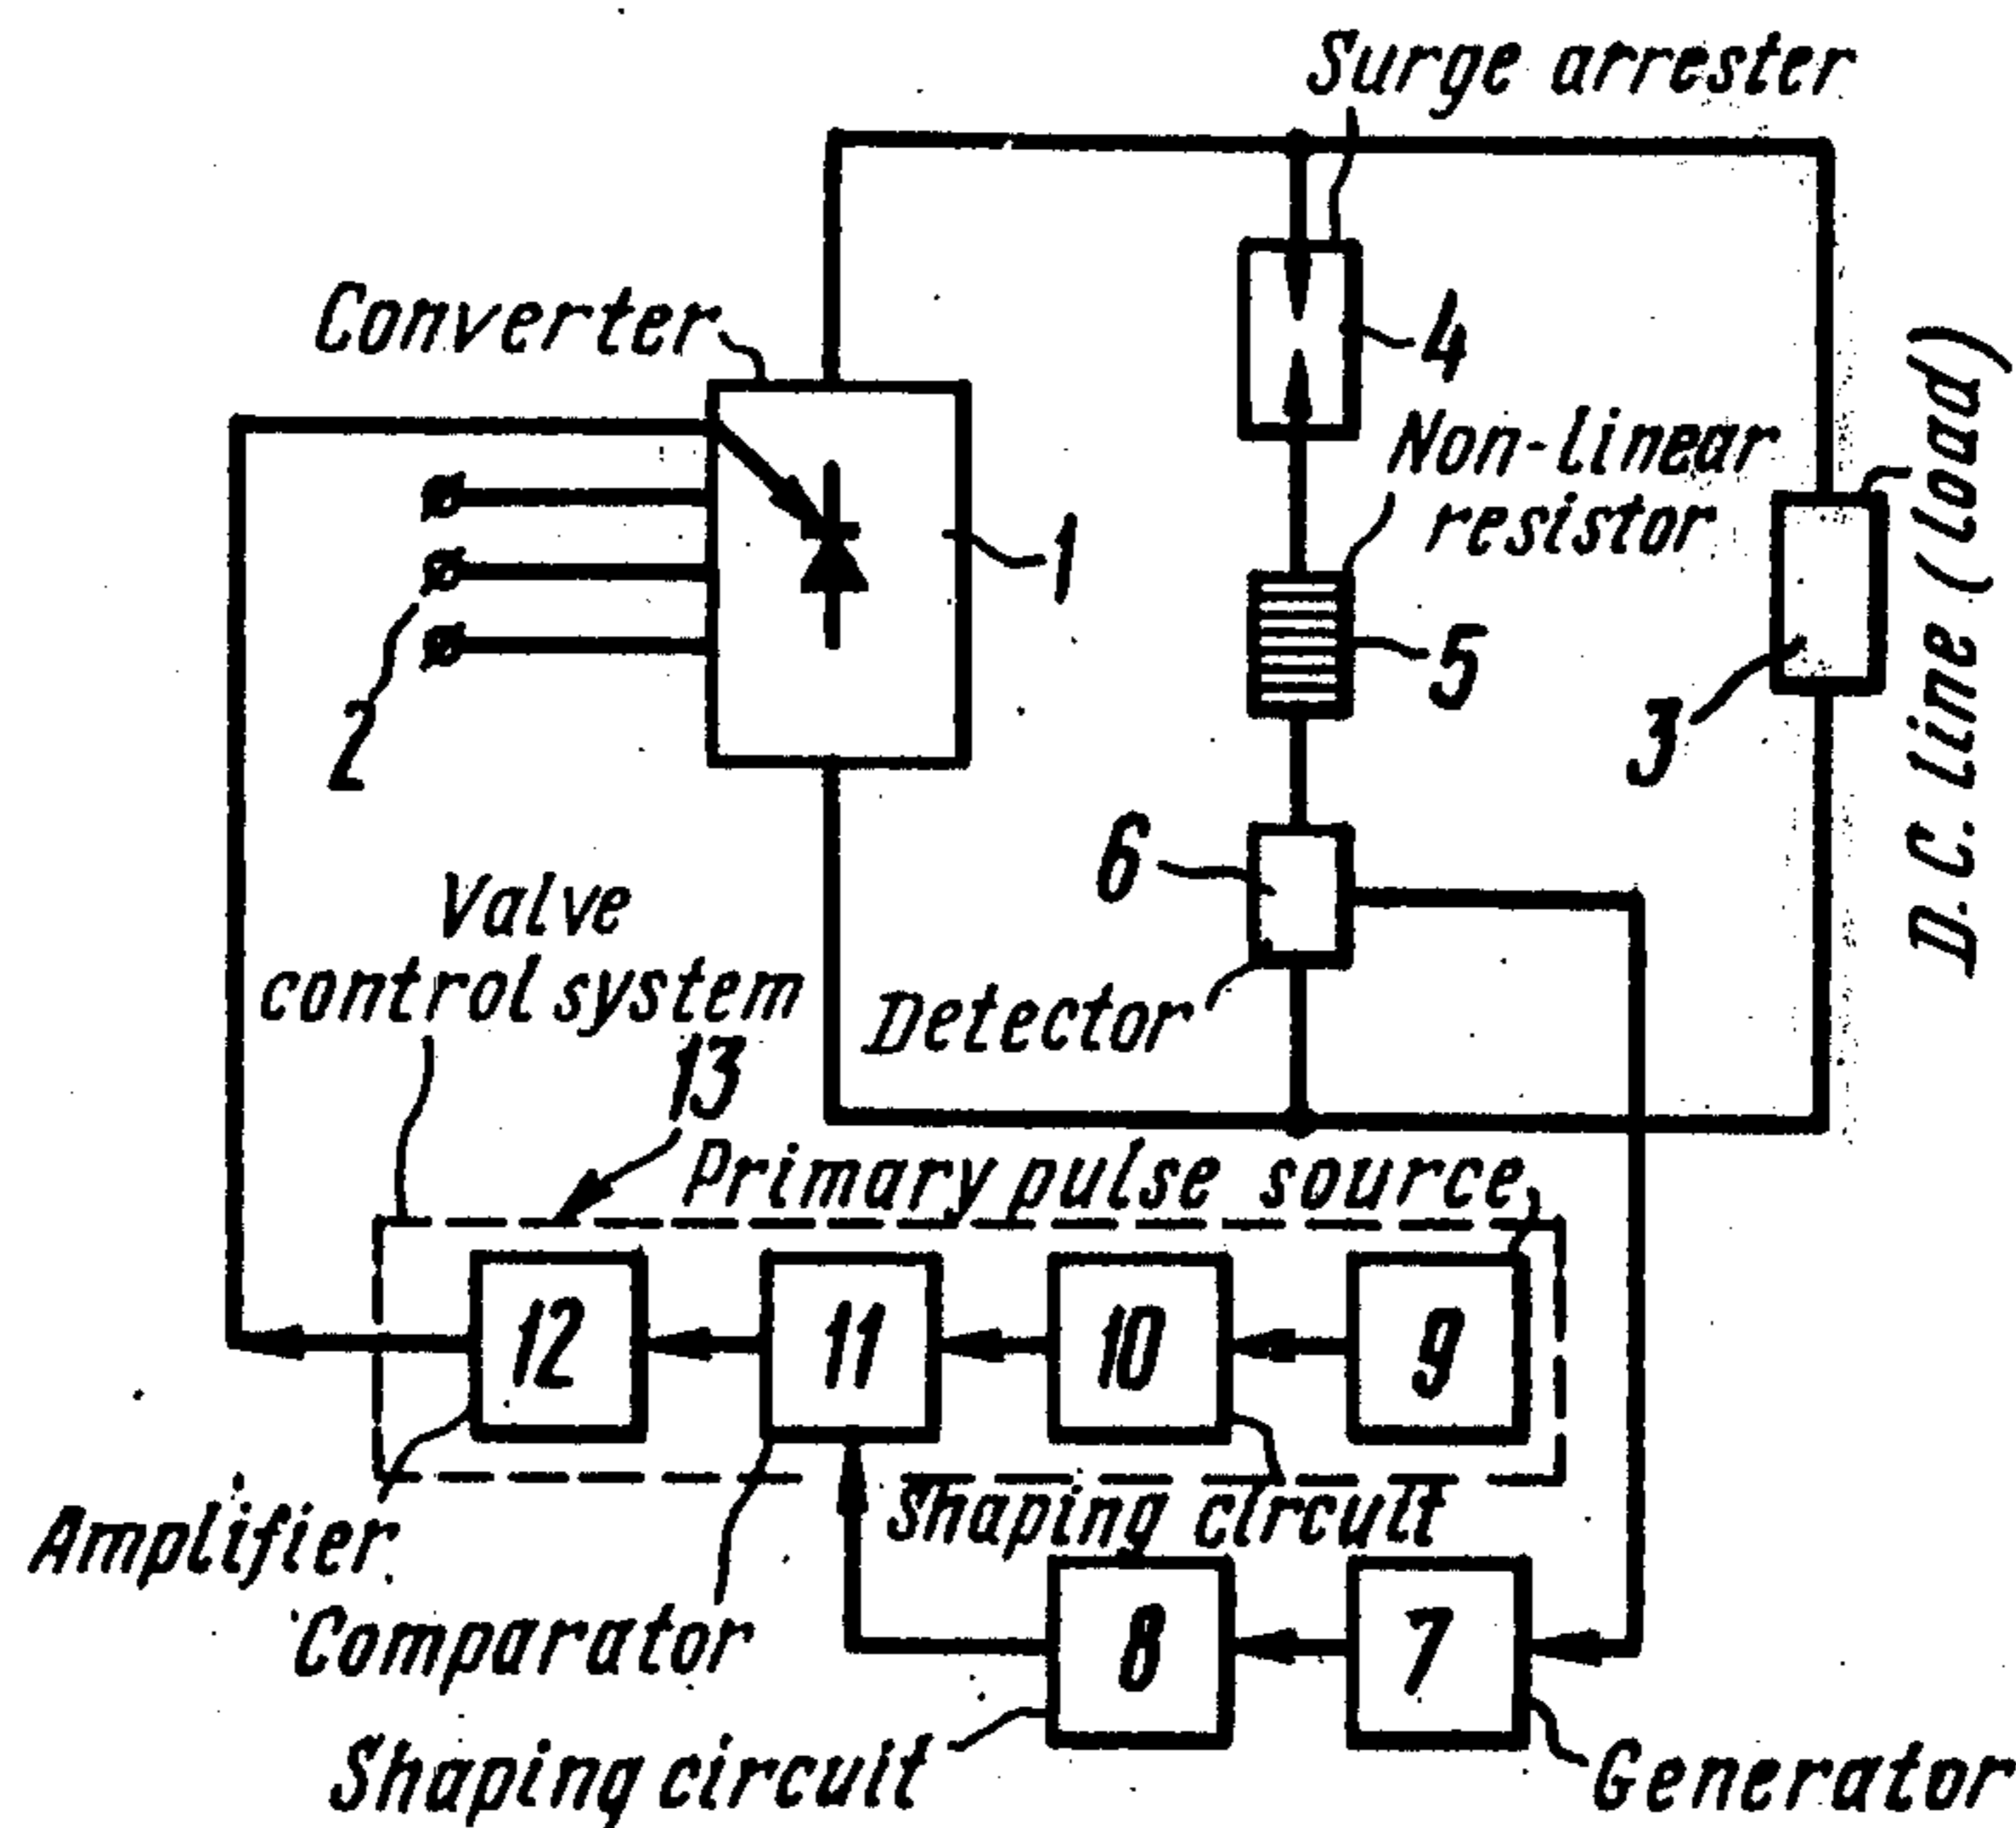 Surge arrester
Converter
4
Non-linear
resistor
1
5
2
3
D.C. line (load)
6
Valve
control system
Detector
13
Primary pulse source
12
11
10
9
Shaping circuit
Amplifier
Comparator
8
7
Shaping circuit
Generator